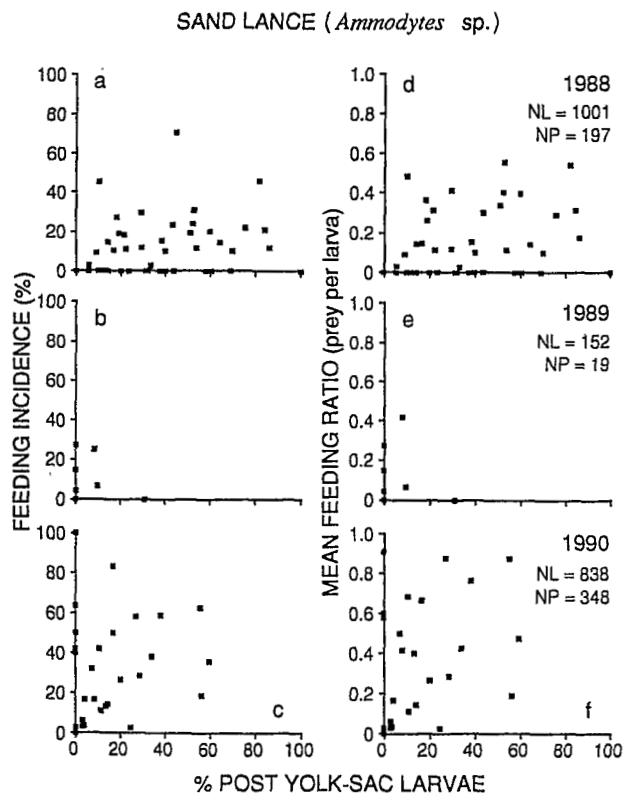 SAND LANCE (Ammodytes sp.)
FEEDING INCIDENCE (%)
a
100
80
60
40
20
0
b
100
80
60
40
20
0
c
100
80
60
40
20
0
0 20 40 60 80 100
MEAN FEEDING RATIO (prey per larva)
d
1988
NL = 1001
NP = 197
1.0
0.8
0.6
0.4
0.2
0
e
1989
NL = 152
NP = 19
1.0
0.8
0.6
0.4
0.2
0
1990
NL = 838
NP = 348
f
1.0
0.8
0.6
0.4
0.2
0
0 20 40 60 80 100
% POST YOLK-SAC LARVAE